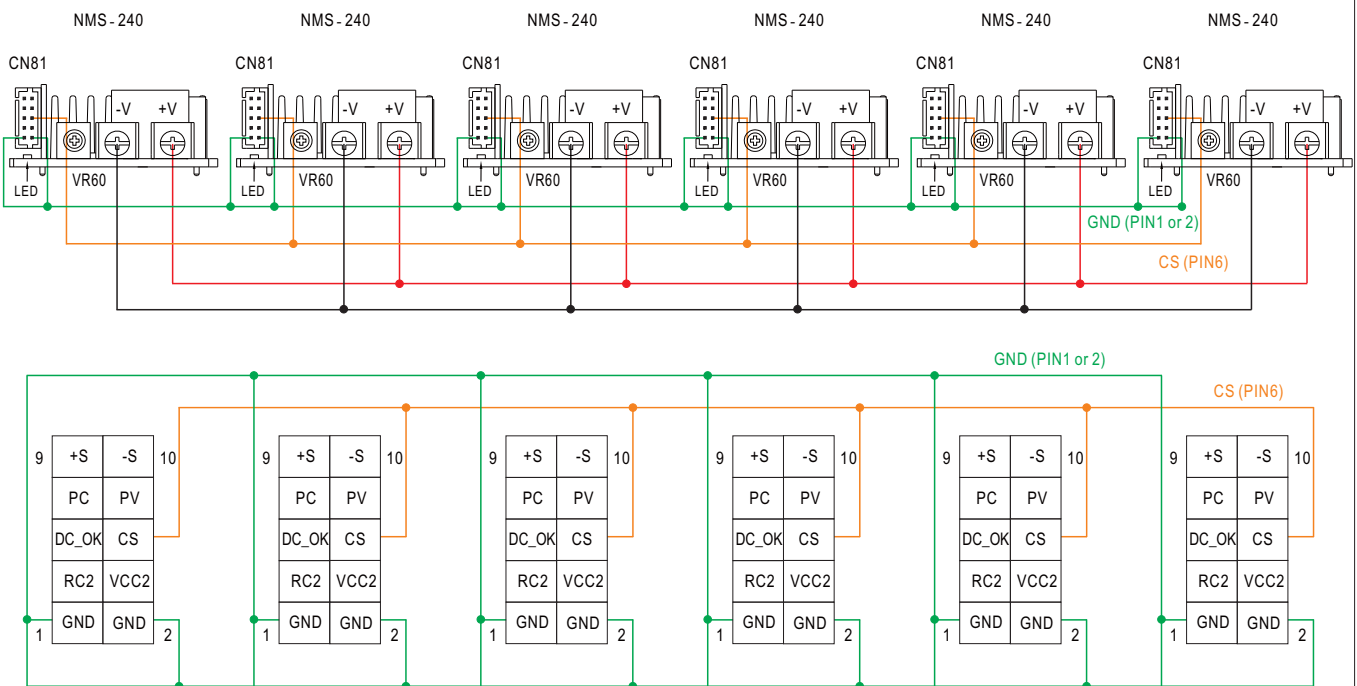 NMS-240 NMS-240 NMS-240 NMS-240 NMS-240 NMS-240
CN81 CN81 CN81 CN81 CN81 CN81
-V +V -V +V -V +V -V +V -V +V -V +V
LED VR60 LED VR60 LED VR60 LED VR60 LED VR60 LED VR60
GND (PIN1 or 2)
CS (PIN6)
GND (PIN1 or 2)
CS (PIN6)
9 +S -S 10 9 +S -S 10 9 +S -S 10 9 +S -S 10 9 +S -S 10 9 +S -S 10
PC PV PC PV PC PV PC PV PC PV PC PV
DC_OK CS DC_OK CS DC_OK CS DC_OK CS DC_OK CS DC_OK CS
RC2 VCC2 RC2 VCC2 RC2 VCC2 RC2 VCC2 RC2 VCC2 RC2 VCC2
1 GND GND 2 1 GND GND 2 1 GND GND 2 1 GND GND 2 1 GND GND 2 1 GND GND 2